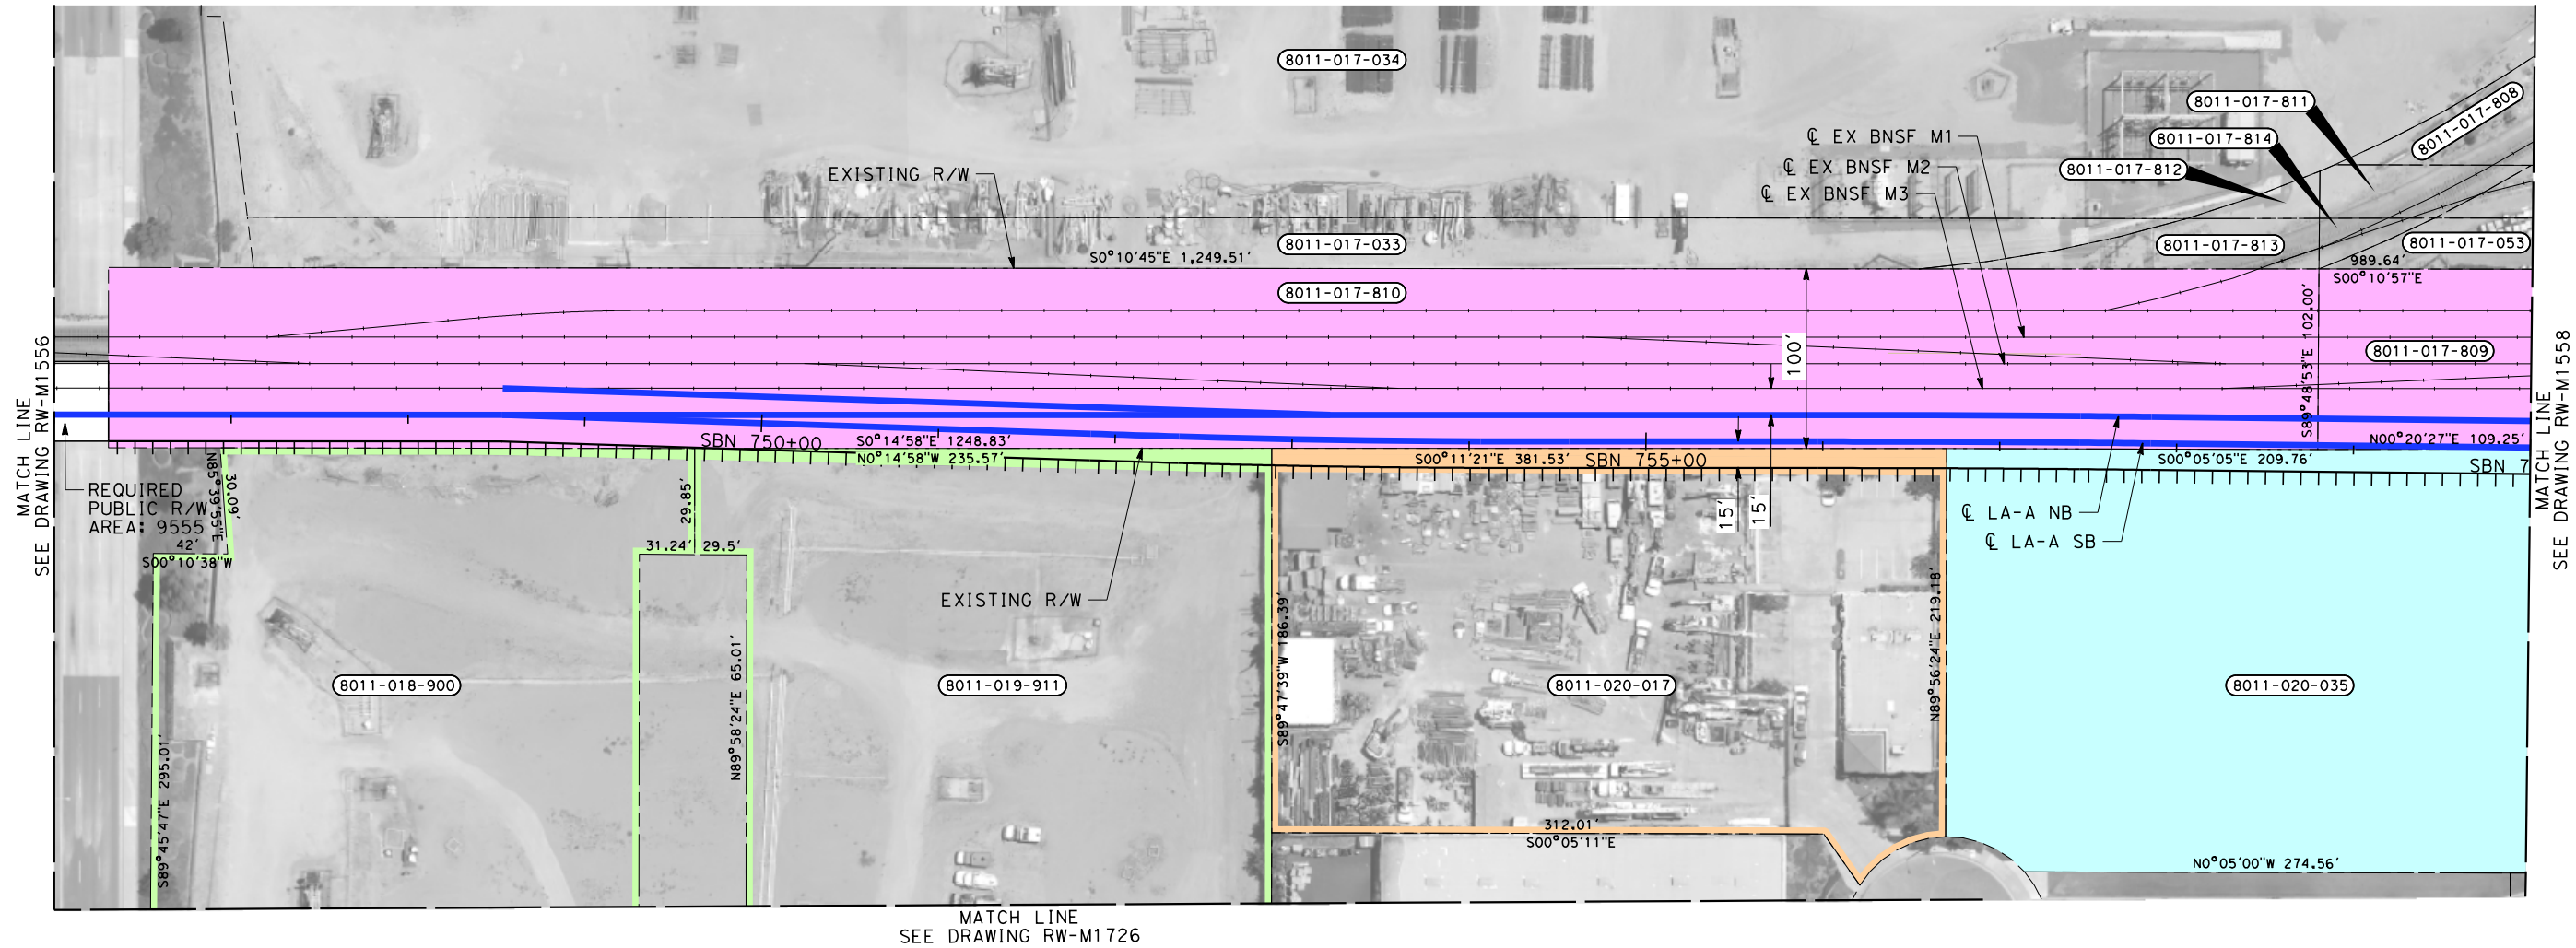 8011-017-034
8011-017-811
8011-017-808
℄ EX BNSF M1
8011-017-814
℄ EX BNSF M2
8011-017-812
EXISTING R/W
℄ EX BNSF M3
8011-017-033
8011-017-813
8011-017-053
S0°10'45"E 1,249.51'
989.64'
S00°10'57"E
8011-017-810
S89°48'53"E 102.00'
100'
8011-017-809
MATCH LINE
SEE DRAWING RW-M1556
MATCH LINE
SEE DRAWING RW-M1558
SBN 750+00
S0°14'58"E 1248.83'
N00°20'27"E 109.25'
N0°14'58"W 235.57'
S00°11'21"E 381.53'
SBN 755+00
S00°05'05"E 209.76'
SBN 7
REQUIRED
PUBLIC R/W
AREA: 9555
N85°39'55"E
30.09'
29.85'
15'
15'
℄ LA-A NB
℄ LA-A SB
42'
S00°10'38"W
31.24'
29.5'
EXISTING R/W
S89°47'39"W 186.39'
N89°56'24"E 219.18'
N89°58'24"E 65.01'
8011-018-900
8011-019-911
8011-020-017
8011-020-035
S89°45'47"E 295.01'
312.01'
S00°05'11"E
N0°05'00"W 274.56'
MATCH LINE
SEE DRAWING RW-M1726